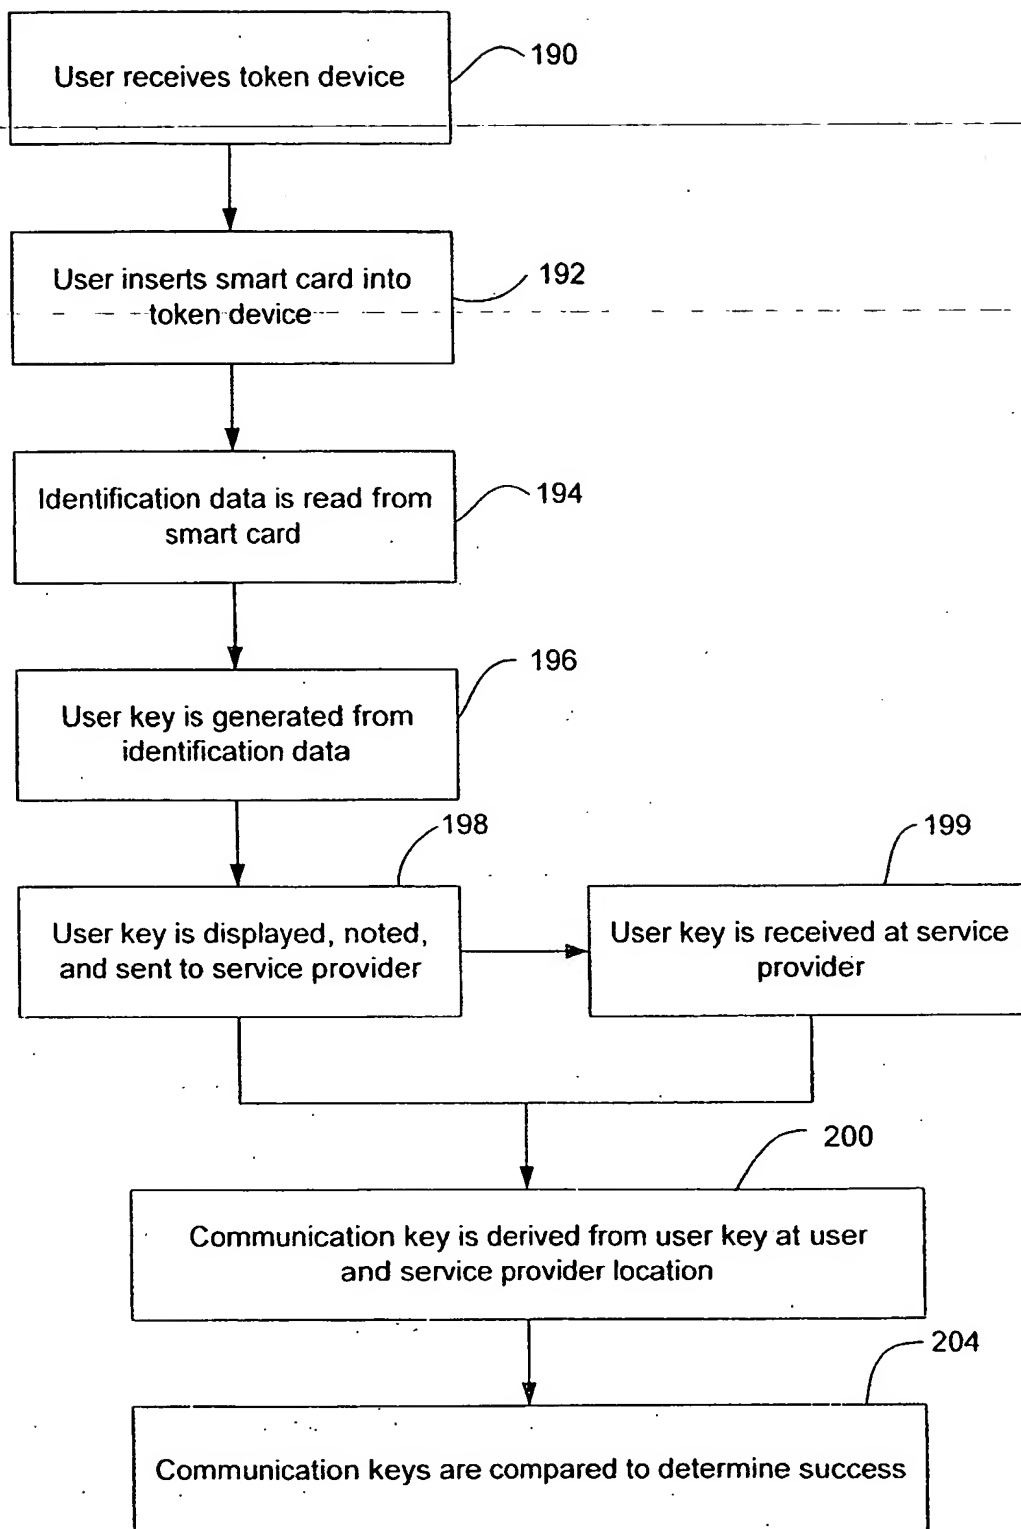 User receives token device
190
User inserts smart card into
token device
192
Identification data is read from
smart card
194
User key is generated from
identification data
196
198
199
User key is displayed, noted,
and sent to service provider
User key is received at service
provider
200
Communication key is derived from user key at user
and service provider location
204
Communication keys are compared to determine success